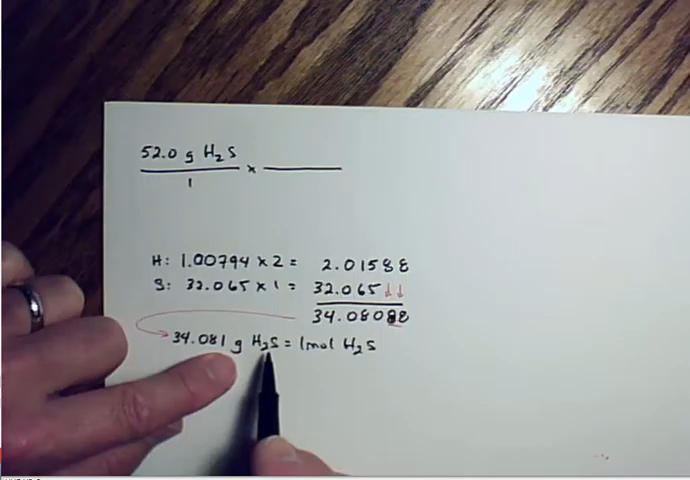 52.0 g H₂S
1
×
H: 1.00794 × 2 = 2.01588
S: 32.065 × 1 = 32.065↓↓
34.08088
34.081 g H₂S = 1mol H₂S